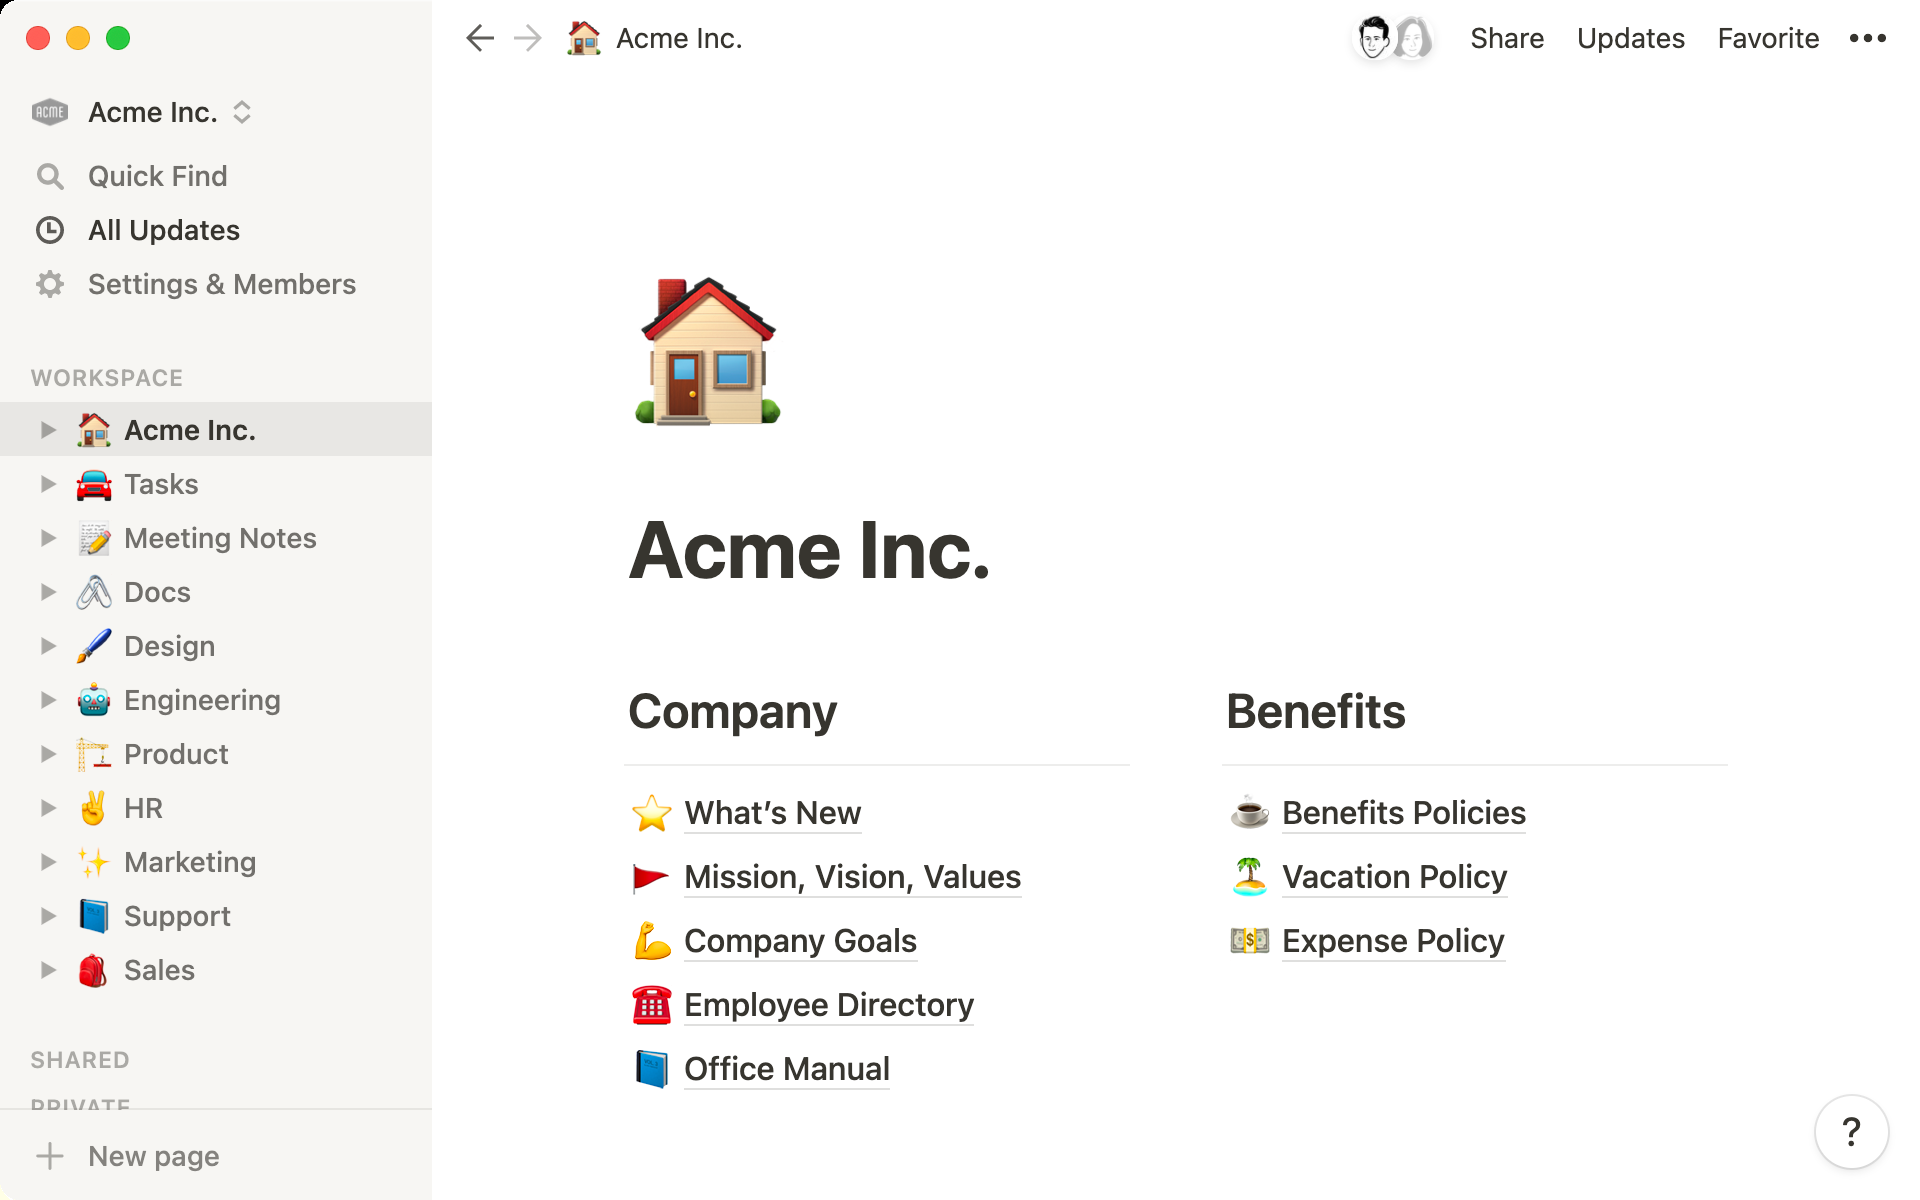 Acme Inc.
Share
Updates
Favorite
ACME
Acme Inc.
Quick Find
All Updates
Settings & Members
WORKSPACE
Acme Inc.
Tasks
Meeting Notes
Docs
Design
Engineering
Product
HR
Marketing
Support
Sales
SHARED
PRIVATE
New page
Acme Inc.
Company
What’s New
Mission, Vision, Values
Company Goals
Employee Directory
Office Manual
Benefits
Benefits Policies
Vacation Policy
Expense Policy
?